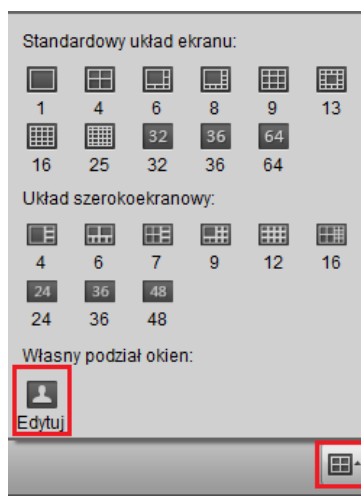 Standardowy układ ekranu:
1 4 6 8 9 13
32 36 64
16 25 32 36 64
Układ szerokoekranowy:
4 6 7 9 12 16
24 36 48
24 36 48
Własny podział okien:
Edytuj